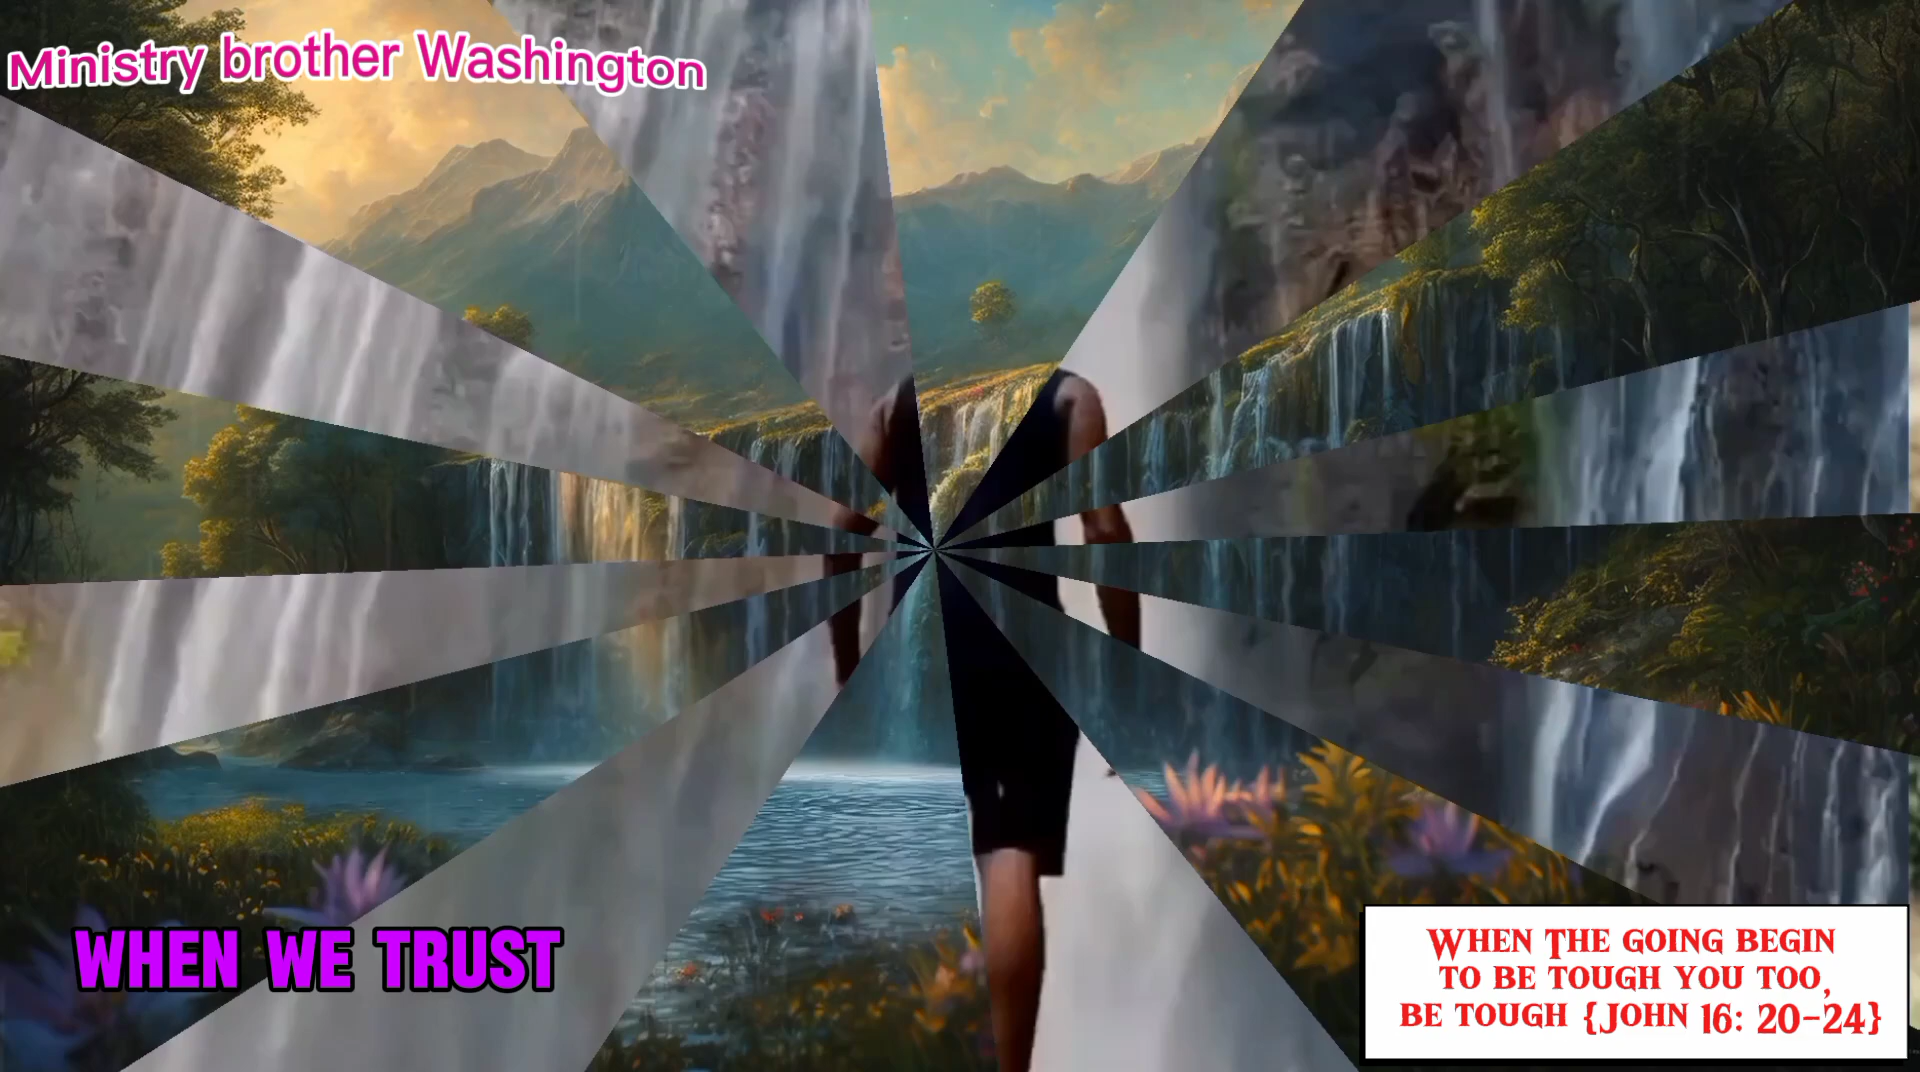 Ministry brother Washington
WHEN WE TRUST
WHEN THE GOING BEGIN
TO BE TOUGH YOU TOO,
BE TOUGH {JOHN 16: 20-24}